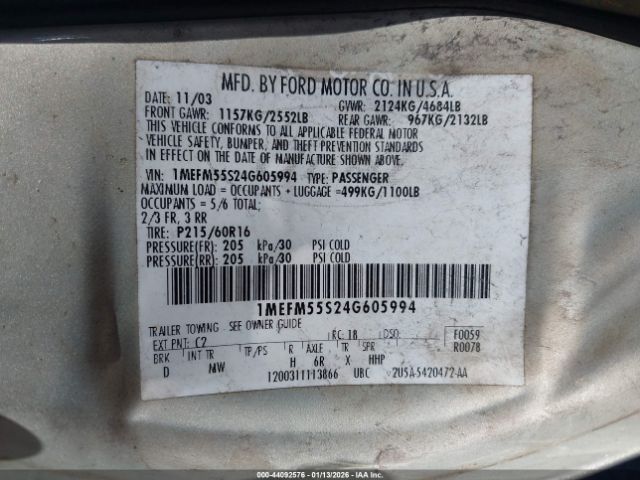 MFD. BY FORD MOTOR CO. IN U.S.A.
DATE: 11/03 GVWR: 2124KG/4684LB
FRONT GAWR: 1157KG/2552LB REAR GAWR: 967KG/2132LB
THIS VEHICLE CONFORMS TO ALL APPLICABLE FEDERAL MOTOR
VEHICLE SAFETY, BUMPER, AND THEFT PREVENTION STANDARDS
IN EFFECT ON THE DATE OF MANUFACTURE SHOWN ABOVE.
VIN: 1MEFM55S24G605994 TYPE: PASSENGER
MAXIMUM LOAD = OCCUPANTS + LUGGAGE =499KG/1100LB
OCCUPANTS = 5/6 TOTAL;
2/3 FR, 3 RR
TIRE: P215/60R16
PRESSURE(FR): 205 kPa/30 PSI COLD
PRESSURE(RR): 205 kPa/30 PSI COLD
1MEFM55S24G605994
TRAILER TOWING: SEE OWNER GUIDE
EXT PNT: C2 RC: 18 DSO: F0059
BRK INT TR TP/PS R AXLE TR SPR R0078
D MW H 6R X HHP
1200311113866 UBC 2U5A-5420472-AA
000-44092576 | 01/13/2026 | IAA Inc.